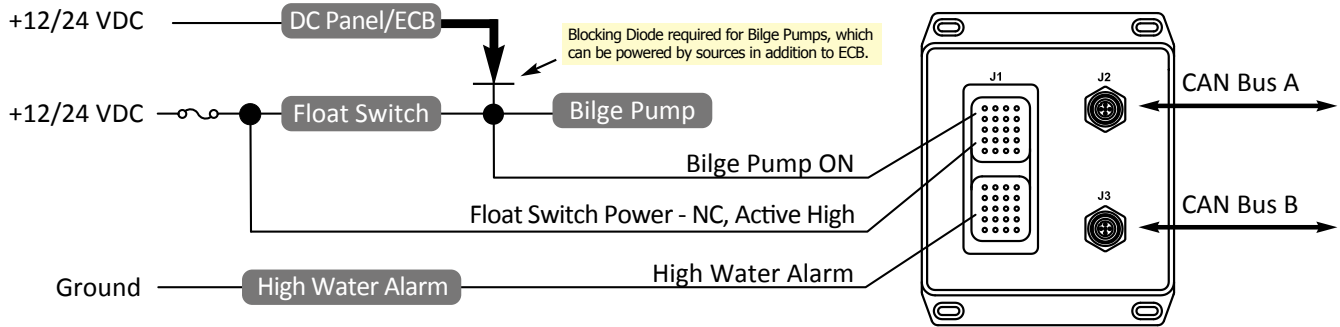 +12/24 VDC
DC Panel/ECB
Blocking Diode required for Bilge Pumps, which
can be powered by sources in addition to ECB.
+12/24 VDC
Float Switch
Bilge Pump
Bilge Pump ON
Float Switch Power - NC, Active High
Ground
High Water Alarm
High Water Alarm
J1
J2
CAN Bus A
J3
CAN Bus B